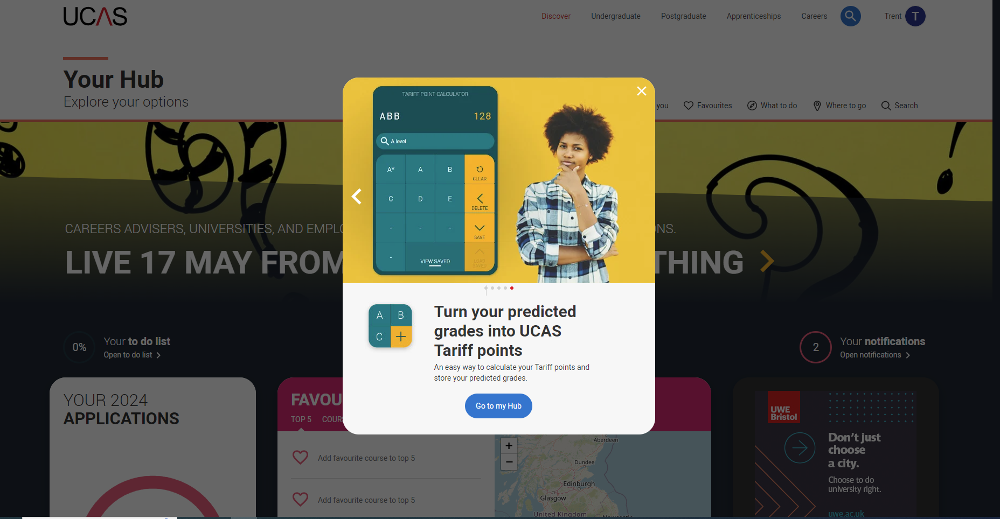 UCAS
Discover
Undergraduate
Postgraduate
Apprenticeships
Careers
Trent
T
Your Hub
Explore your options
you
Favourites
What to do
Where to go
Search
TARIFF POINT CALCULATOR
ABB
128
A level
A*
A
B
CLEAR
C
D
E
DELETE
-
-
-
SAVE
-
VIEW SAVED
LOAD
SAVED
CAREERS ADVISERS, UNIVERSITIES, AND EMPLO
NS.
LIVE 17 MAY FROM
THING
A B
C +
Turn your predicted
grades into UCAS
Tariff points
An easy way to calculate your Tariff points and
store your predicted grades.
Go to my Hub
0%
Your to do list
Open to do list
2
Your notifications
Open notifications
YOUR 2024
APPLICATIONS
FAVOU
TOP 5
COURS
Add favourite course to top 5
Add favourite course to top 5
+
−
Aberdeen
Dundee
Edinburgh
Glasgow
United Kingdom
Newcastle
UWE
Bristol
Don't just
choose
a city.
Choose to do
university right.
uwe.ac.uk